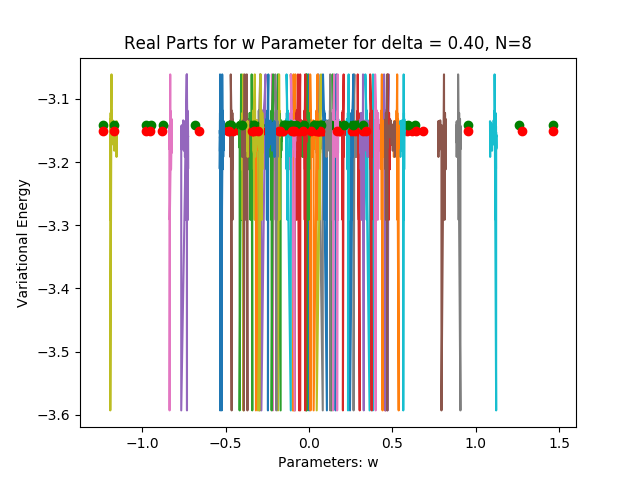 Real Parts for w Parameter for delta = 0.40, N=8
Variational Energy
−3.1
−3.2
−3.3
−3.4
−3.5
−3.6
−1.0 −0.5 0.0 0.5 1.0 1.5
Parameters: w